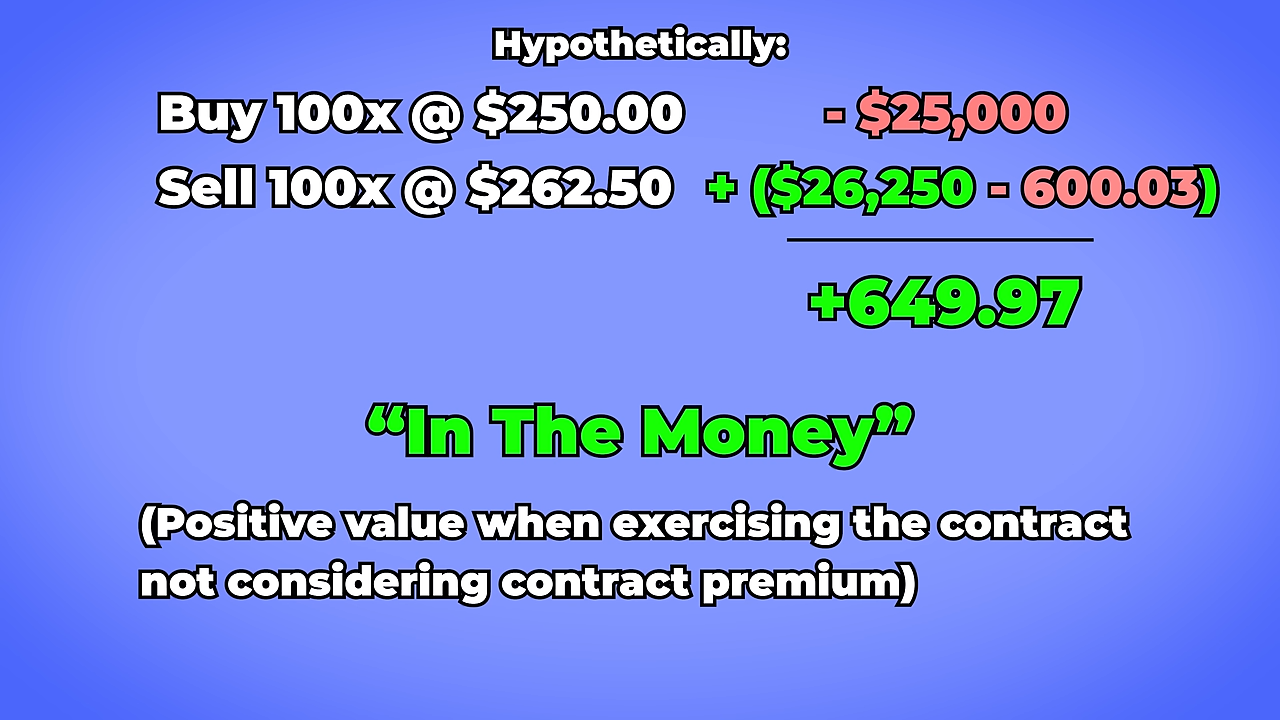 Hypothetically:
Buy 100x @ $250.00 - $25,000
Sell 100x @ $262.50 + ($26,250 - 600.03)
+649.97
“In The Money”
(Positive value when exercising the contract
not considering contract premium)